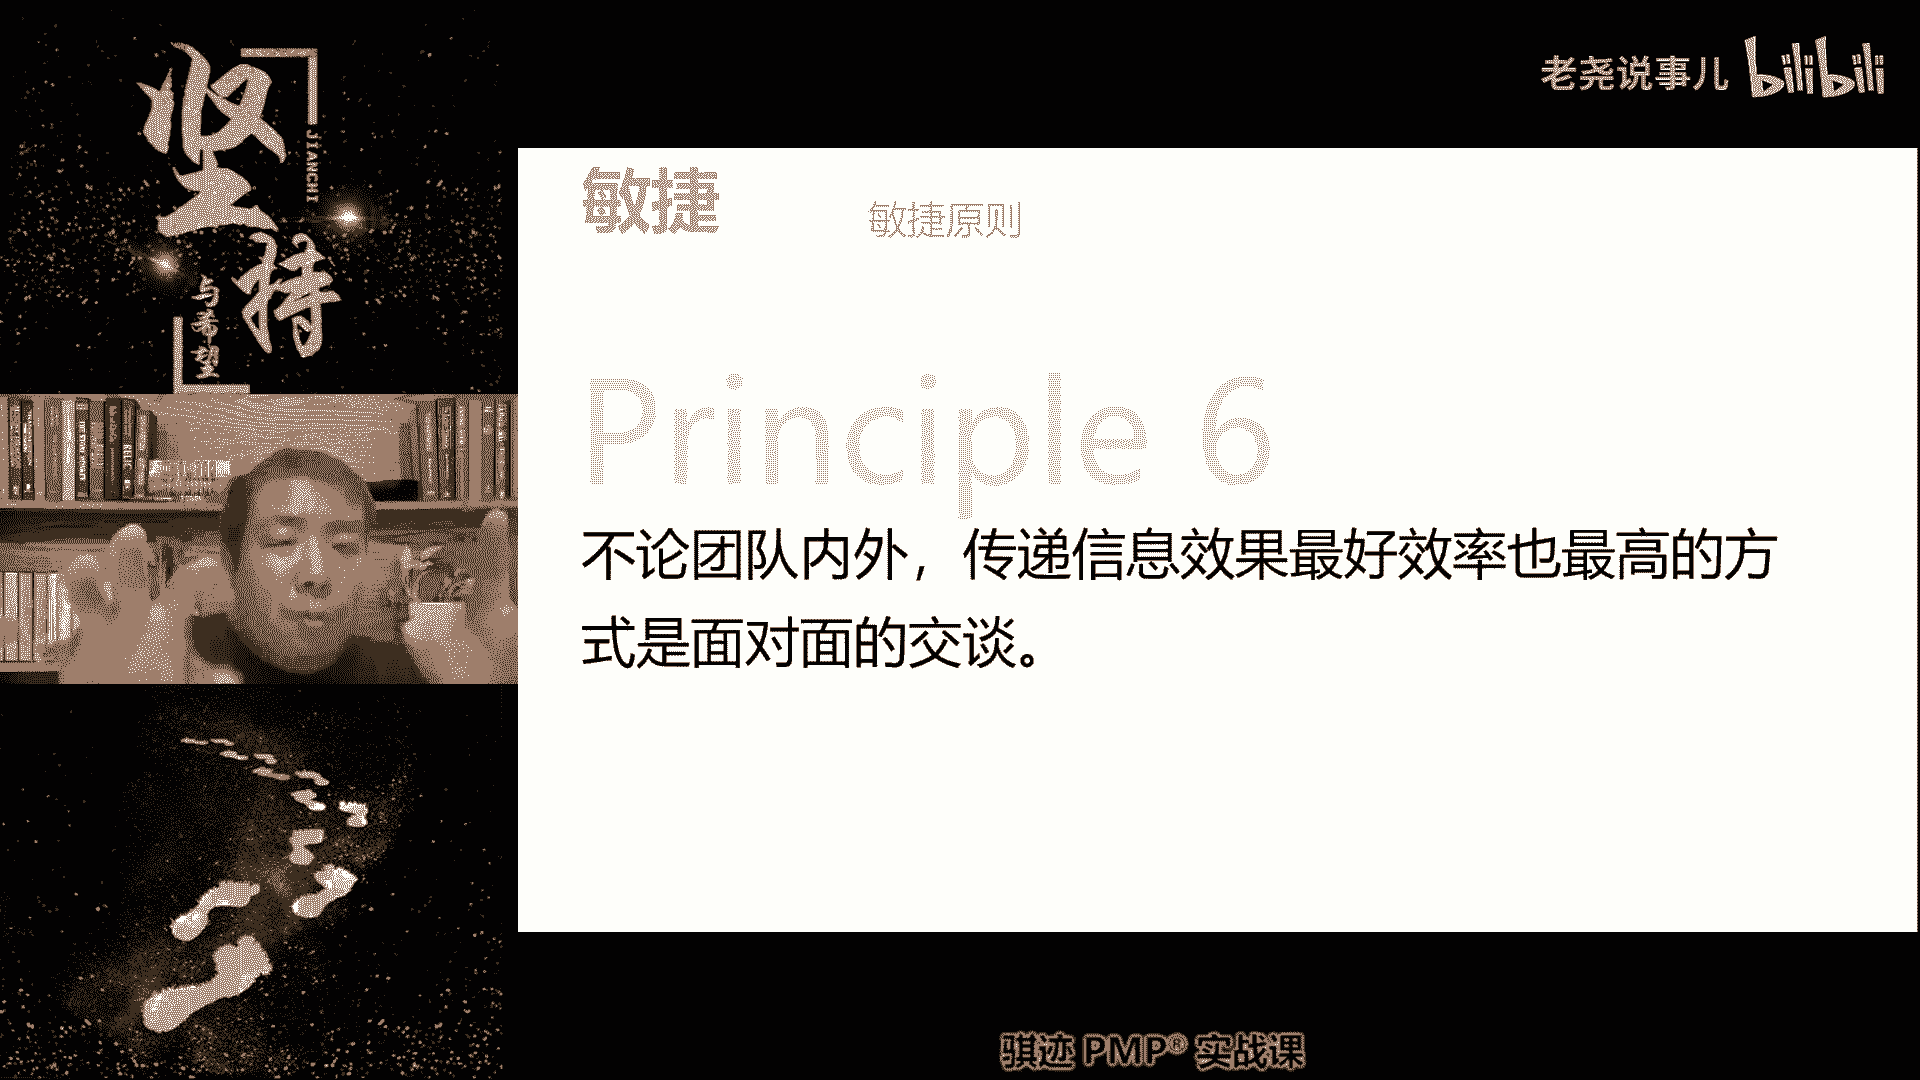 坚持
JIANCHI
与希望
老尧说事儿 bilibili
敏捷
敏捷原则
Principle 6
不论团队内外，传递信息效果最好效率也最高的方
式是面对面的交谈。
骐迹 PMP® 实战课